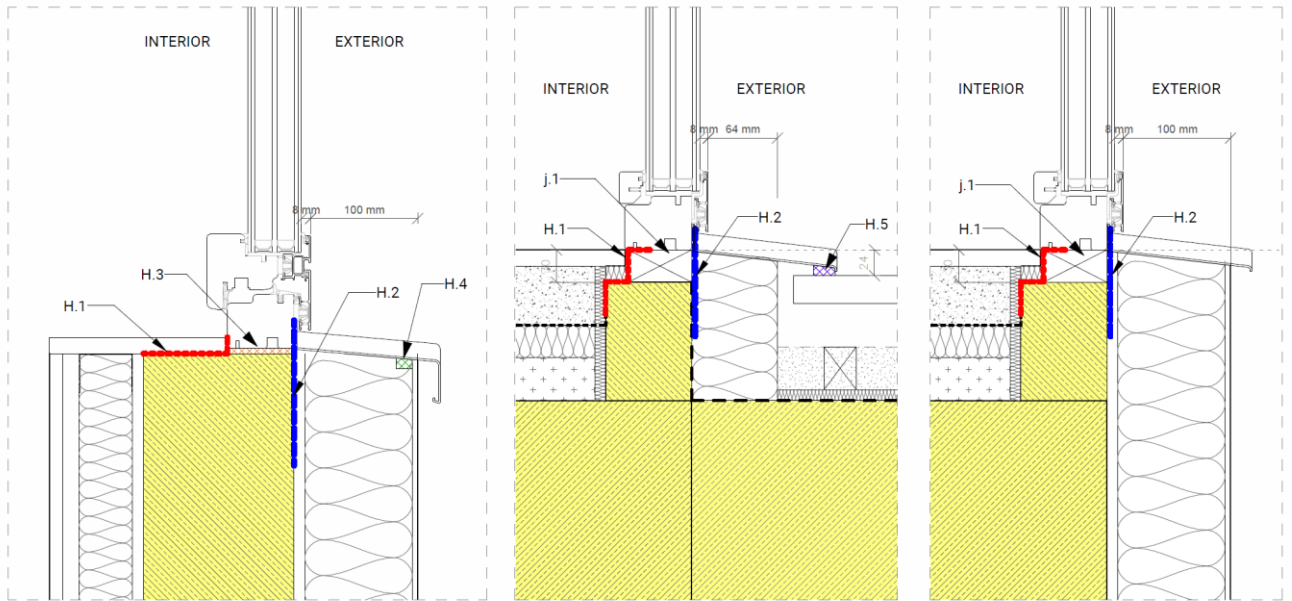 INTERIOR EXTERIOR
8 mm 100 mm
H.3
H.1
H.2
H.4
INTERIOR EXTERIOR
8 mm 64 mm
j.1
H.1
H.2
H.5
24
INTERIOR EXTERIOR
8 mm 100 mm
j.1
H.1
H.2